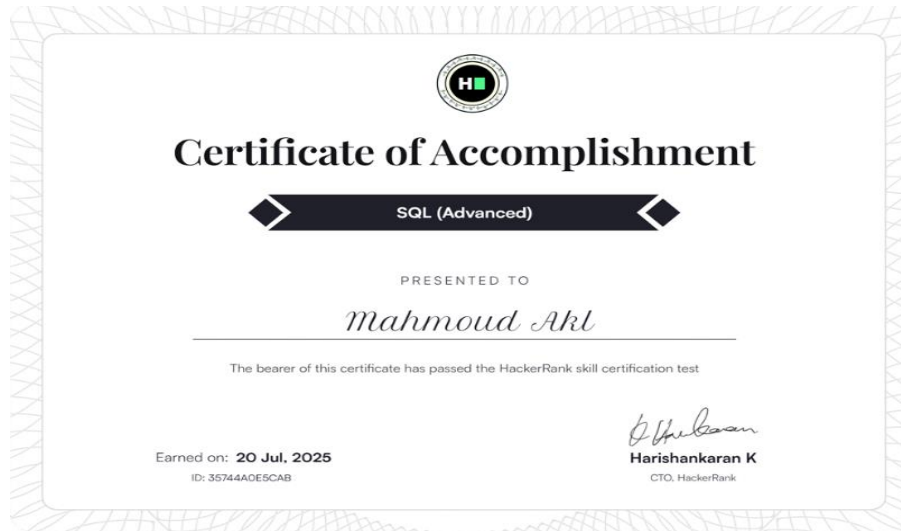 H
Certificate of Accomplishment
SQL (Advanced)
PRESENTED TO
Mahmoud Akl
The bearer of this certificate has passed the HackerRank skill certification test
Earned on: 20 Jul, 2025
ID: 35744A0E5CAB
Harishankaran K
CTO, HackerRank